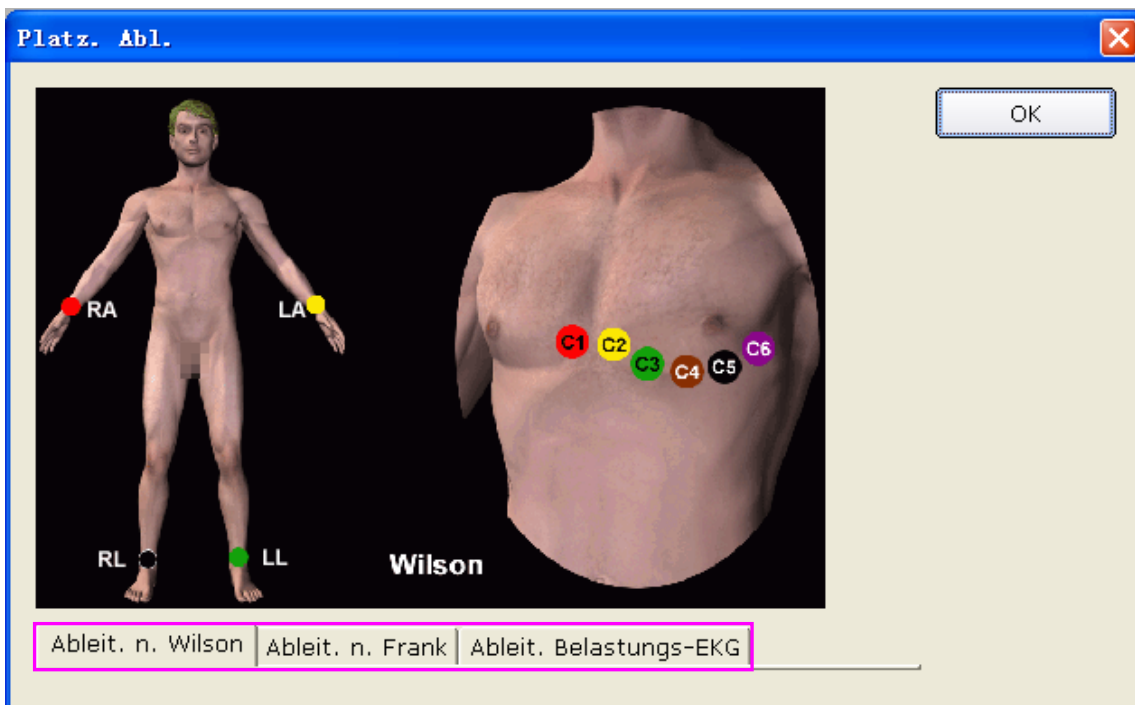 Platz. Abl.
OK
RA LA
C1 C2 C3 C4 C5 C6
RL LL
Wilson
Ableit. n. Wilson Ableit. n. Frank Ableit. Belastungs-EKG